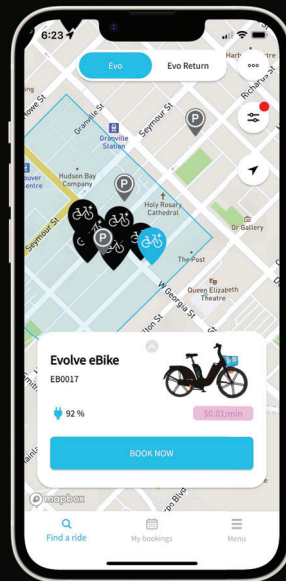 6:23
Evo
Evo Return
Howe St
Granville St
Seymour St
Richards St
Granville
Station
Hudson Bay
Company
Holy Rosary
Cathedral
Dr Gallery
The Post
Queen Elizabeth
Theatre
Seymour St
W Georgia St
P
P
P
Evolve eBike
EB0017
92 %
$0.01/min
BOOK NOW
mapbox
Find a ride
My bookings
Menu